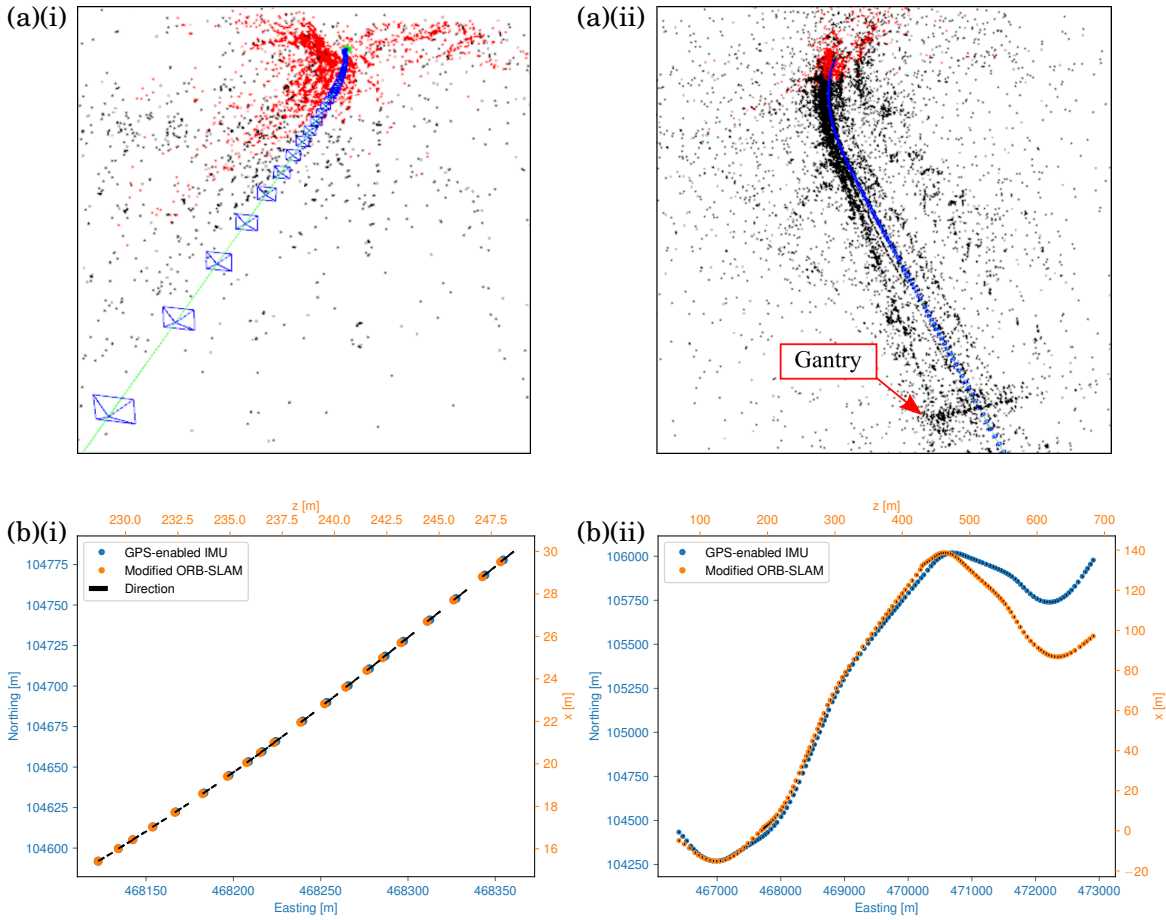 (a)(i)
(a)(ii)
Gantry
(b)(i)
z [m]
230.0 232.5 235.0 237.5 240.0 242.5 245.0 247.5
GPS-enabled IMU
Modified ORB-SLAM
Direction
104775
104750
104725
104700
104675
104650
104625
104600
Northing [m]
30
28
26
24
22
20
18
16
x [m]
468150 468200 468250 468300 468350
Easting [m]
(b)(ii)
z [m]
100 200 300 400 500 600 700
GPS-enabled IMU
Modified ORB-SLAM
106000
105750
105500
105250
105000
104750
104500
104250
Northing [m]
140
120
100
80
60
40
20
0
−20
x [m]
467000 468000 469000 470000 471000 472000 473000
Easting [m]